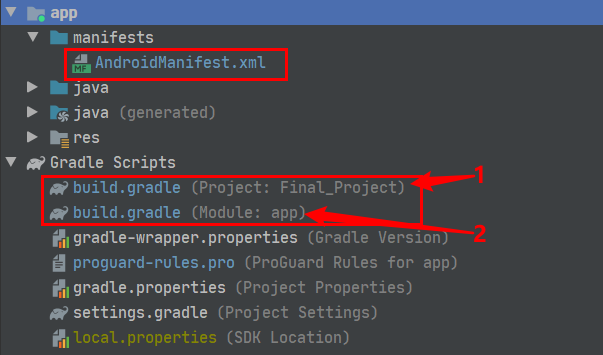 app
manifests
MF AndroidManifest.xml
java
java (generated)
res
Gradle Scripts
build.gradle (Project: Final_Project) 1
build.gradle (Module: app)
2
gradle-wrapper.properties (Gradle Version)
proguard-rules.pro (ProGuard Rules for app)
gradle.properties (Project Properties)
settings.gradle (Project Settings)
local.properties (SDK Location)